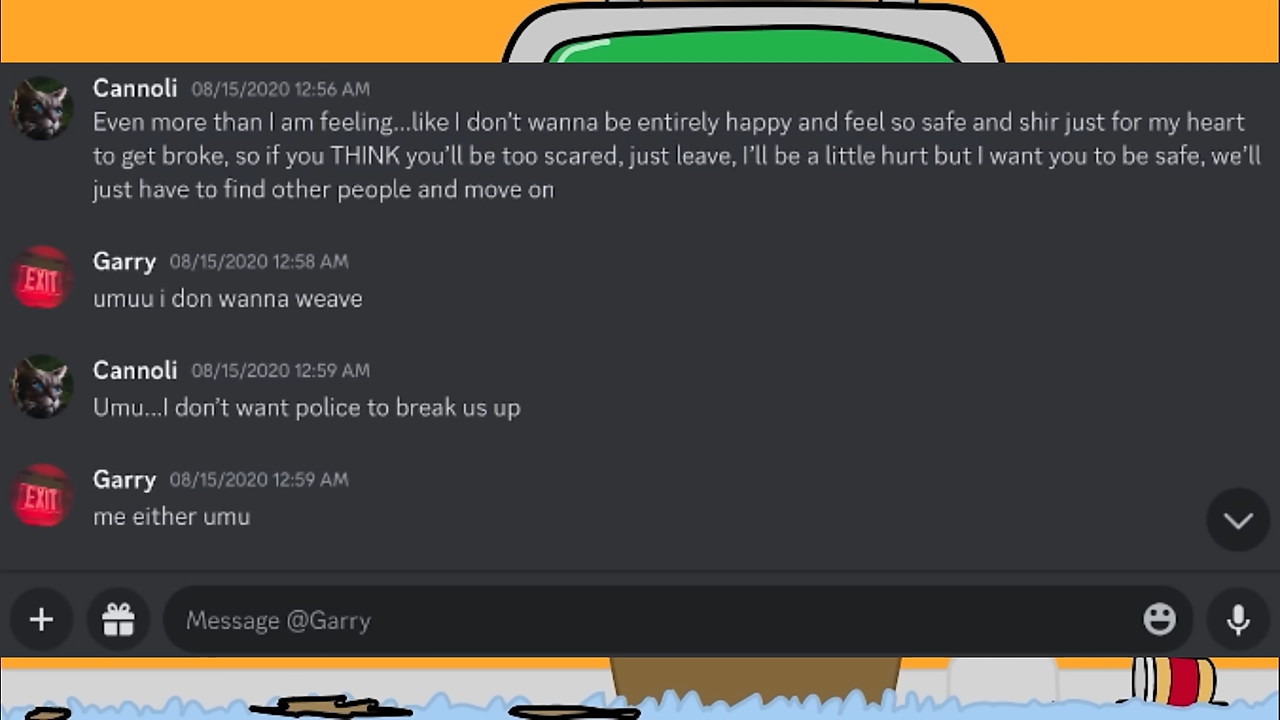 Cannoli 08/15/2020 12:56 AM
Even more than I am feeling...like I don't wanna be entirely happy and feel so safe and shir just for my heart
to get broke, so if you THINK you'll be too scared, just leave, I'll be a little hurt but I want you to be safe, we'll
just have to find other people and move on
Garry 08/15/2020 12:58 AM
EXIT
umuu i don wanna weave
Cannoli 08/15/2020 12:59 AM
Umu...I don't want police to break us up
Garry 08/15/2020 12:59 AM
EXIT
me either umu
Message @Garry